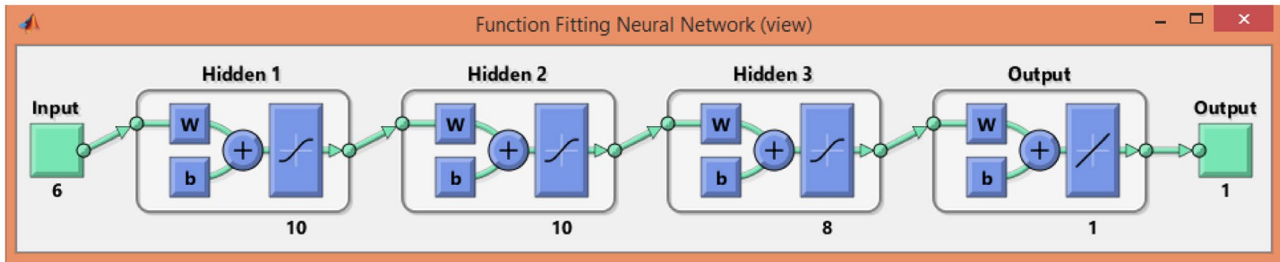 Function Fitting Neural Network (view)
Hidden 1 Hidden 2 Hidden 3 Output
Input Output
W W W W
b b b b
6 1
10 10 8 1